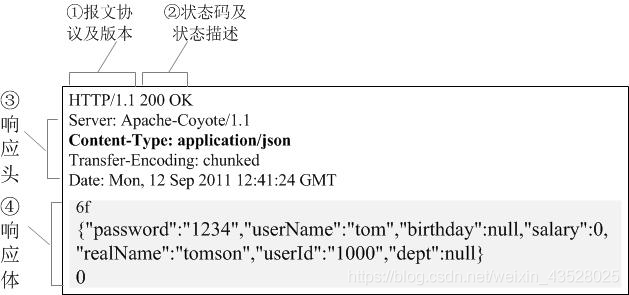 ①报文协
议及版本
②状态码及
状态描述
③
响
应
头
HTTP/1.1 200 OK
Server: Apache-Coyote/1.1
Content-Type: application/json
Transfer-Encoding: chunked
Date: Mon, 12 Sep 2011 12:41:24 GMT
④
响
应
体
6f
{"password":"1234","userName":"tom","birthday":null,"salary":0,
"realName":"tomson","userId":"1000","dept":null}
0
https://blog.csdn.net/weixin_43528025